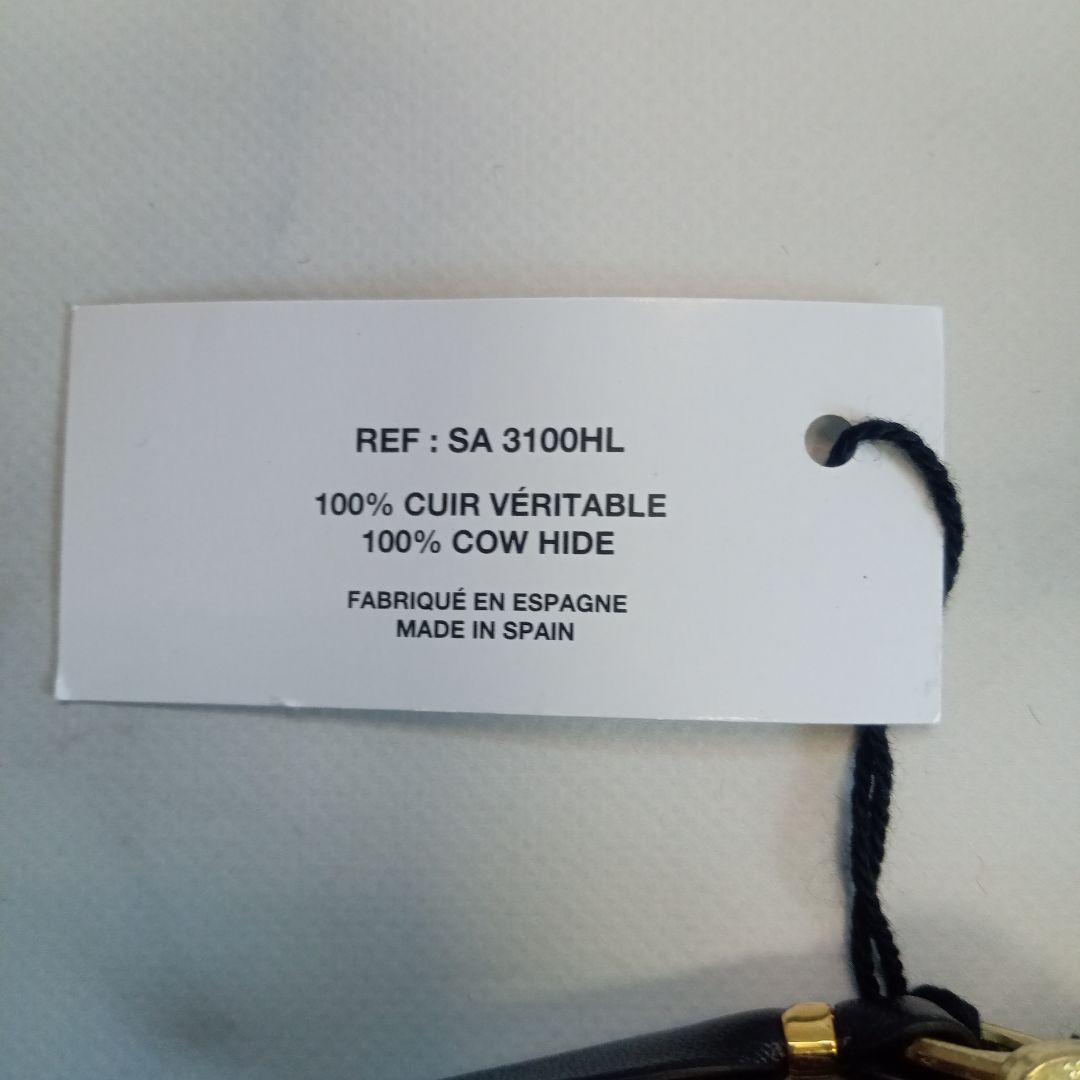 REF : SA 3100HL
100% CUIR VÉRITABLE
100% COW HIDE
FABRIQUÉ EN ESPAGNE
MADE IN SPAIN